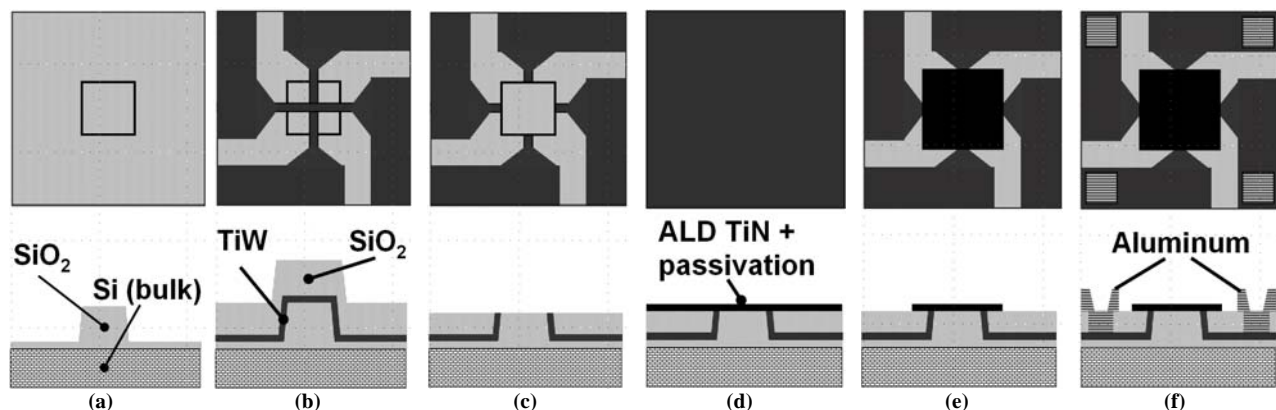 SiO2
Si (bulk)
TiW
SiO2
ALD TiN +
passivation
Aluminum
(a)
(b)
(c)
(d)
(e)
(f)